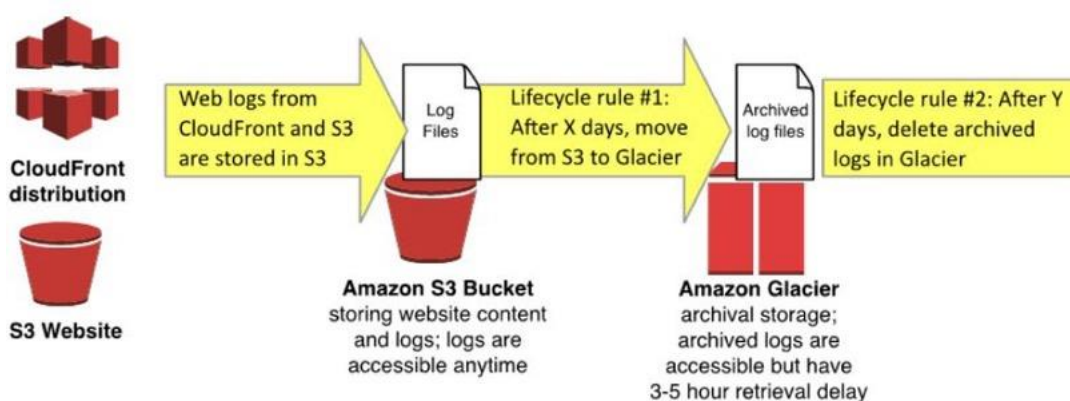 CloudFront
distribution
S3 Website
Web logs from
CloudFront and S3
are stored in S3
Log
Files
Amazon S3 Bucket
storing website content
and logs; logs are
accessible anytime
Lifecycle rule #1:
After X days, move
from S3 to Glacier
Archived
log files
Amazon Glacier
archival storage;
archived logs are
accessible but have
3-5 hour retrieval delay
Lifecycle rule #2: After Y
days, delete archived
logs in Glacier